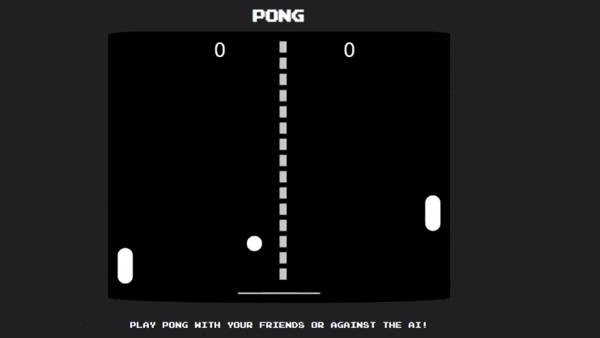 PONG
0 0
PLAY PONG WITH YOUR FRIENDS OR AGAINST THE AI!